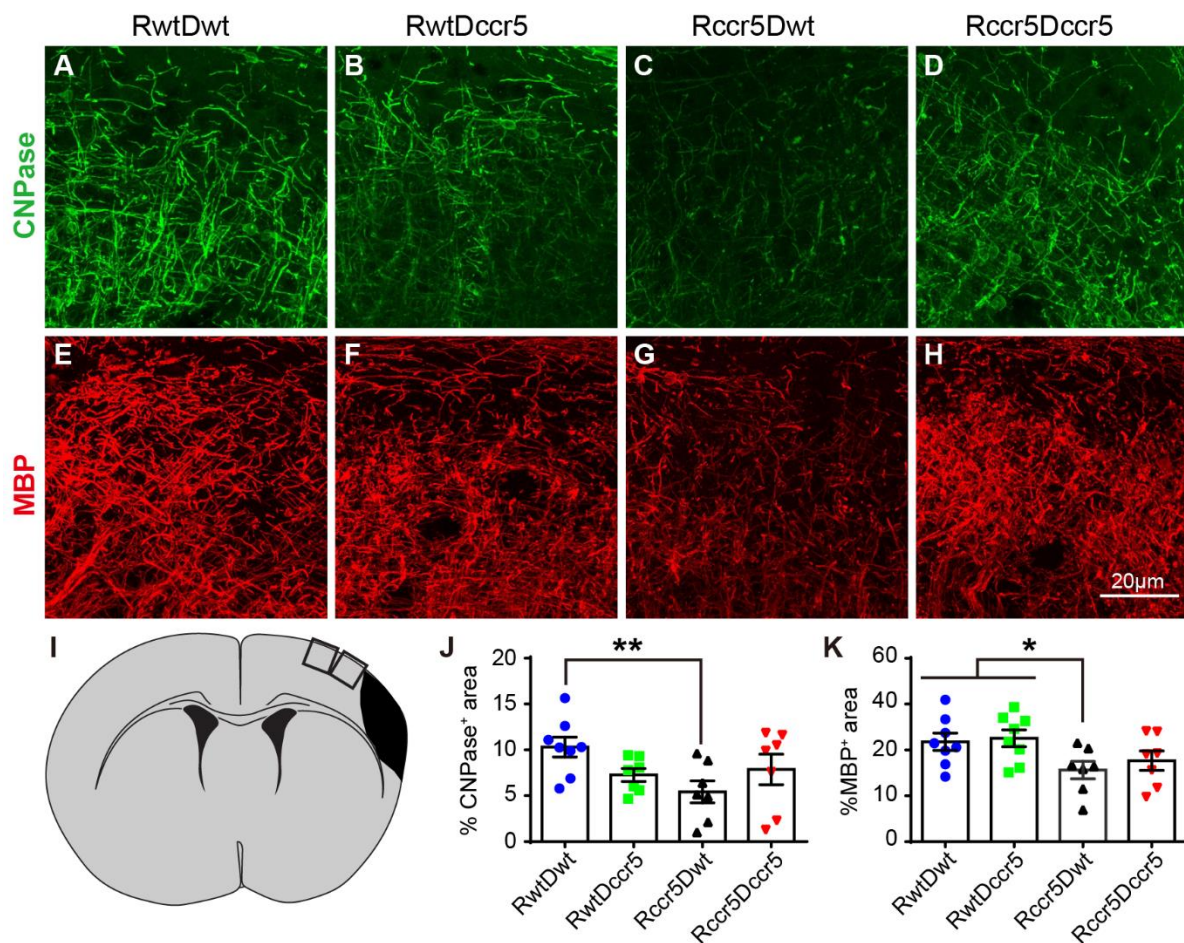 RwtDwt RwtDccr5 Rccr5Dwt Rccr5Dccr5
CNPase
A B C D
MBP
E F G H
20µm
I
J
**
% CNPase+ area
20
15
10
5
0
RwtDwt RwtDccr5 Rccr5Dwt Rccr5Dccr5
K
*
%MBP+ area
60
40
20
10
0
RwtDwt RwtDccr5 Rccr5Dwt Rccr5Dccr5